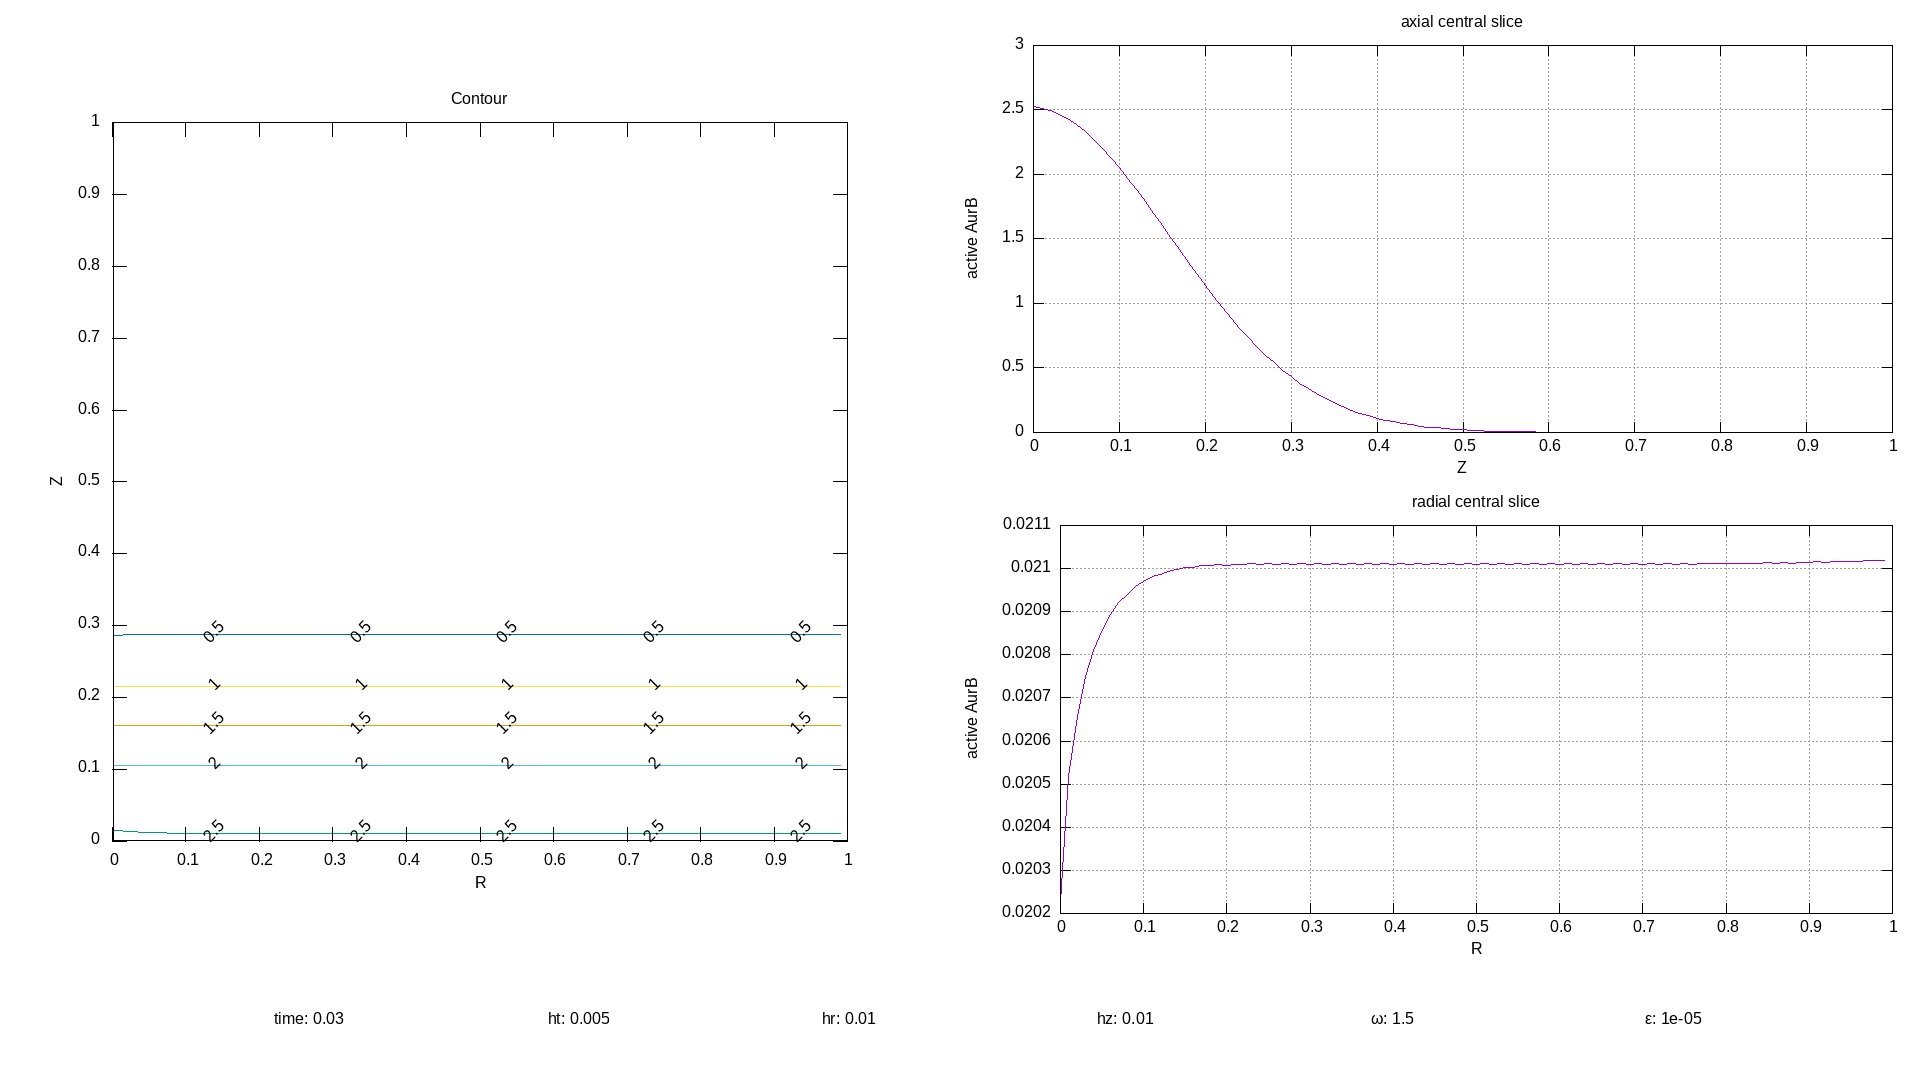 Contour
1
0.9
0.8
0.7
0.6
0.5
0.4
0.3
0.2
0.1
0
Z
0.5 0.5 0.5 0.5 0.5
1 1 1 1 1
1.5 1.5 1.5 1.5 1.5
2 2 2 2 2
2.5 2.5 2.5 2.5 2.5
0 0.1 0.2 0.3 0.4 0.5 0.6 0.7 0.8 0.9 1
R
axial central slice
3
2.5
2
1.5
1
0.5
0
active AurB
0 0.1 0.2 0.3 0.4 0.5 0.6 0.7 0.8 0.9 1
Z
radial central slice
0.0211
0.021
0.0209
0.0208
0.0207
0.0206
0.0205
0.0204
0.0203
0.0202
active AurB
0 0.1 0.2 0.3 0.4 0.5 0.6 0.7 0.8 0.9 1
R
time: 0.03 ht: 0.005 hr: 0.01 hz: 0.01 ω: 1.5 ε: 1e-05